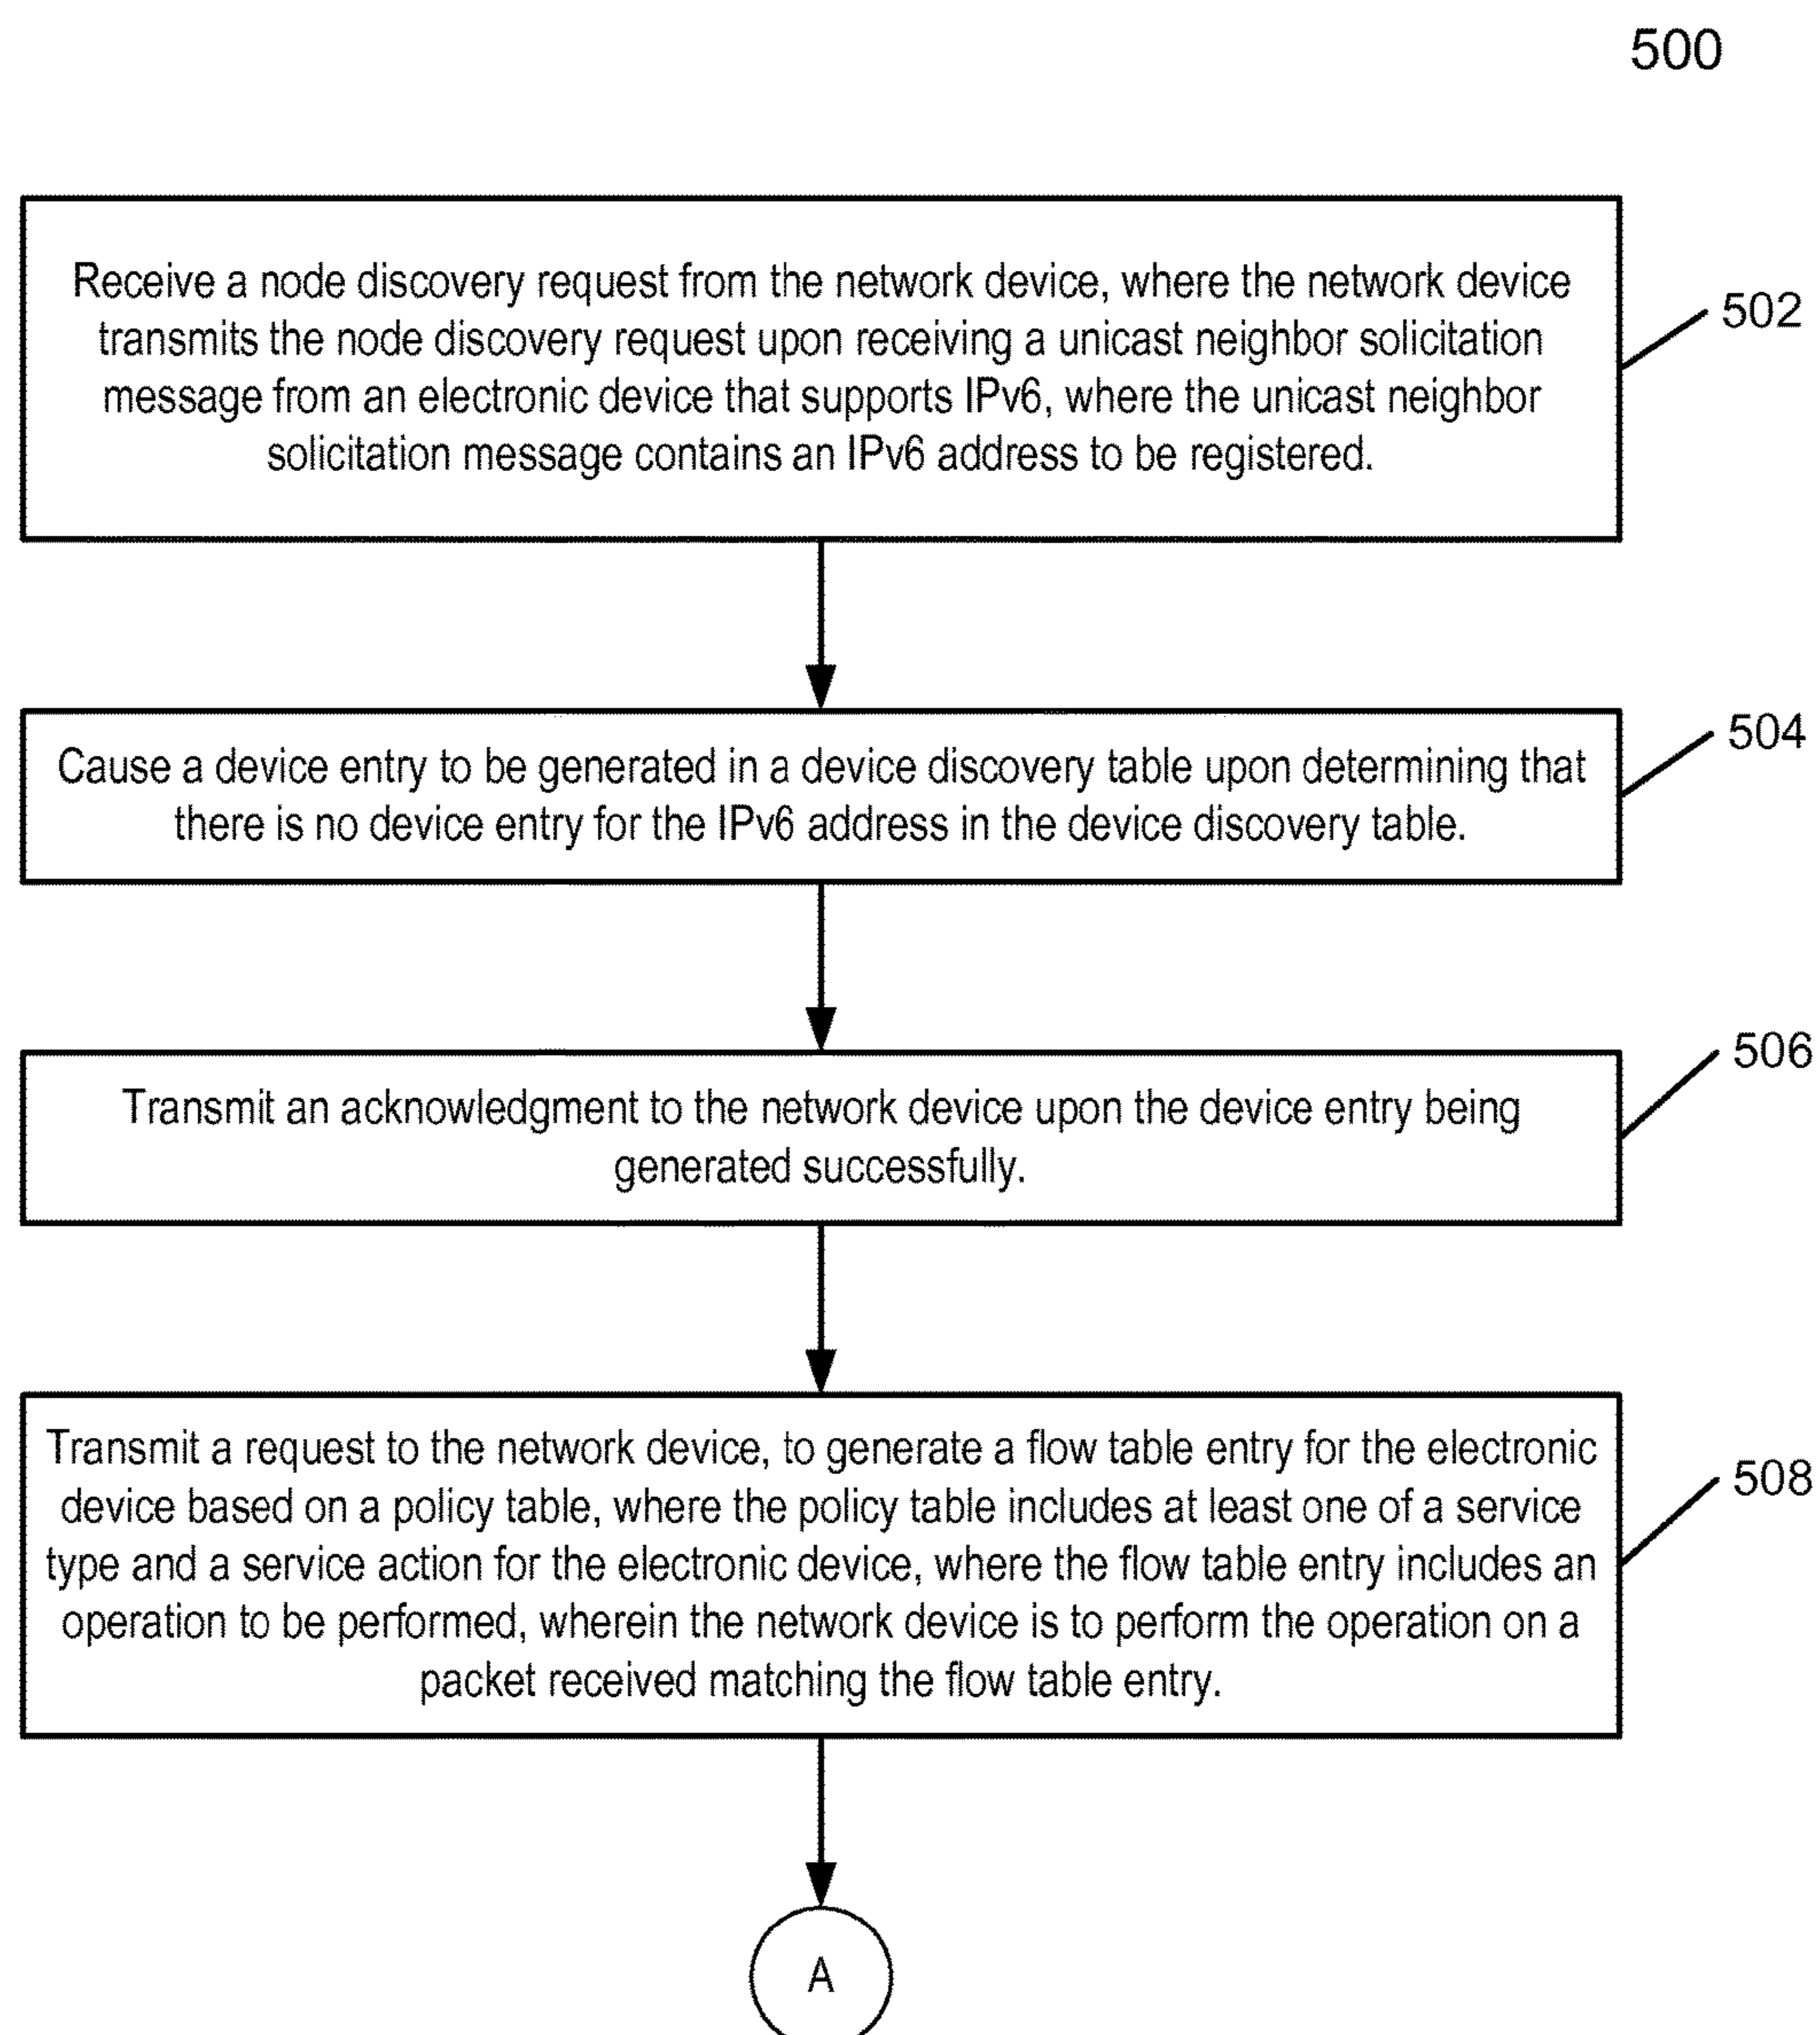 500
Receive a node discovery request from the network device, where the network device
transmits the node discovery request upon receiving a unicast neighbor solicitation
message from an electronic device that supports IPv6, where the unicast neighbor
solicitation message contains an IPv6 address to be registered.
502
Cause a device entry to be generated in a device discovery table upon determining that
there is no device entry for the IPv6 address in the device discovery table.
504
Transmit an acknowledgment to the network device upon the device entry being
generated successfully.
506
Transmit a request to the network device, to generate a flow table entry for the electronic
device based on a policy table, where the policy table includes at least one of a service
type and a service action for the electronic device, where the flow table entry includes an
operation to be performed, wherein the network device is to perform the operation on a
packet received matching the flow table entry.
508
A